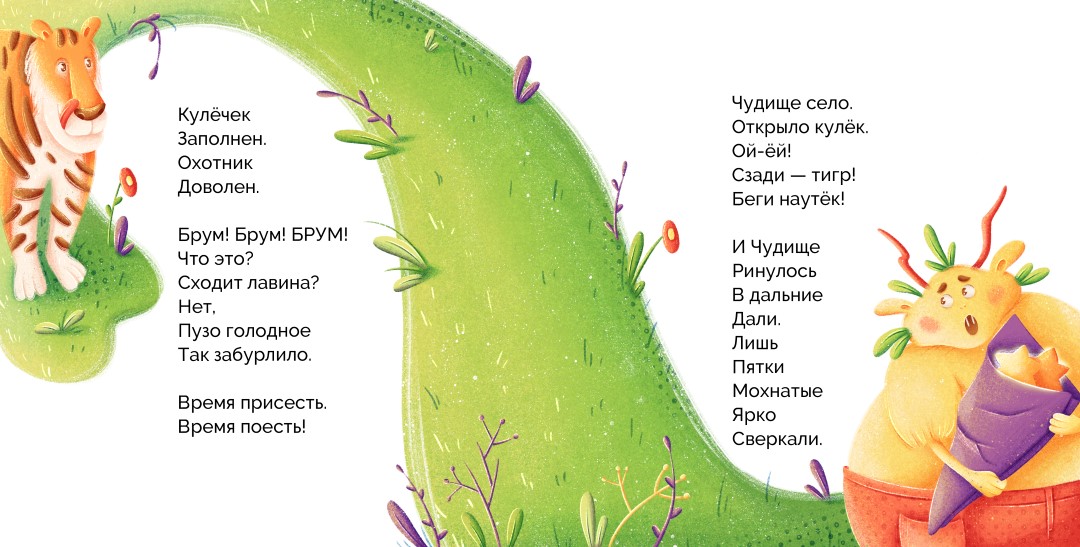 Кулёчек
Заполнен.
Охотник
Доволен.
Брум! Брум! БРУМ!
Что это?
Сходит лавина?
Нет,
Пузо голодное
Так забурлило.
Время присесть.
Время поесть!
Чудище село.
Открыло кулёк.
Ой-ёй!
Сзади — тигр!
Беги наутёк!
И Чудище
Ринулось
В дальние
Дали.
Лишь
Пятки
Мохнатые
Ярко
Сверкали.